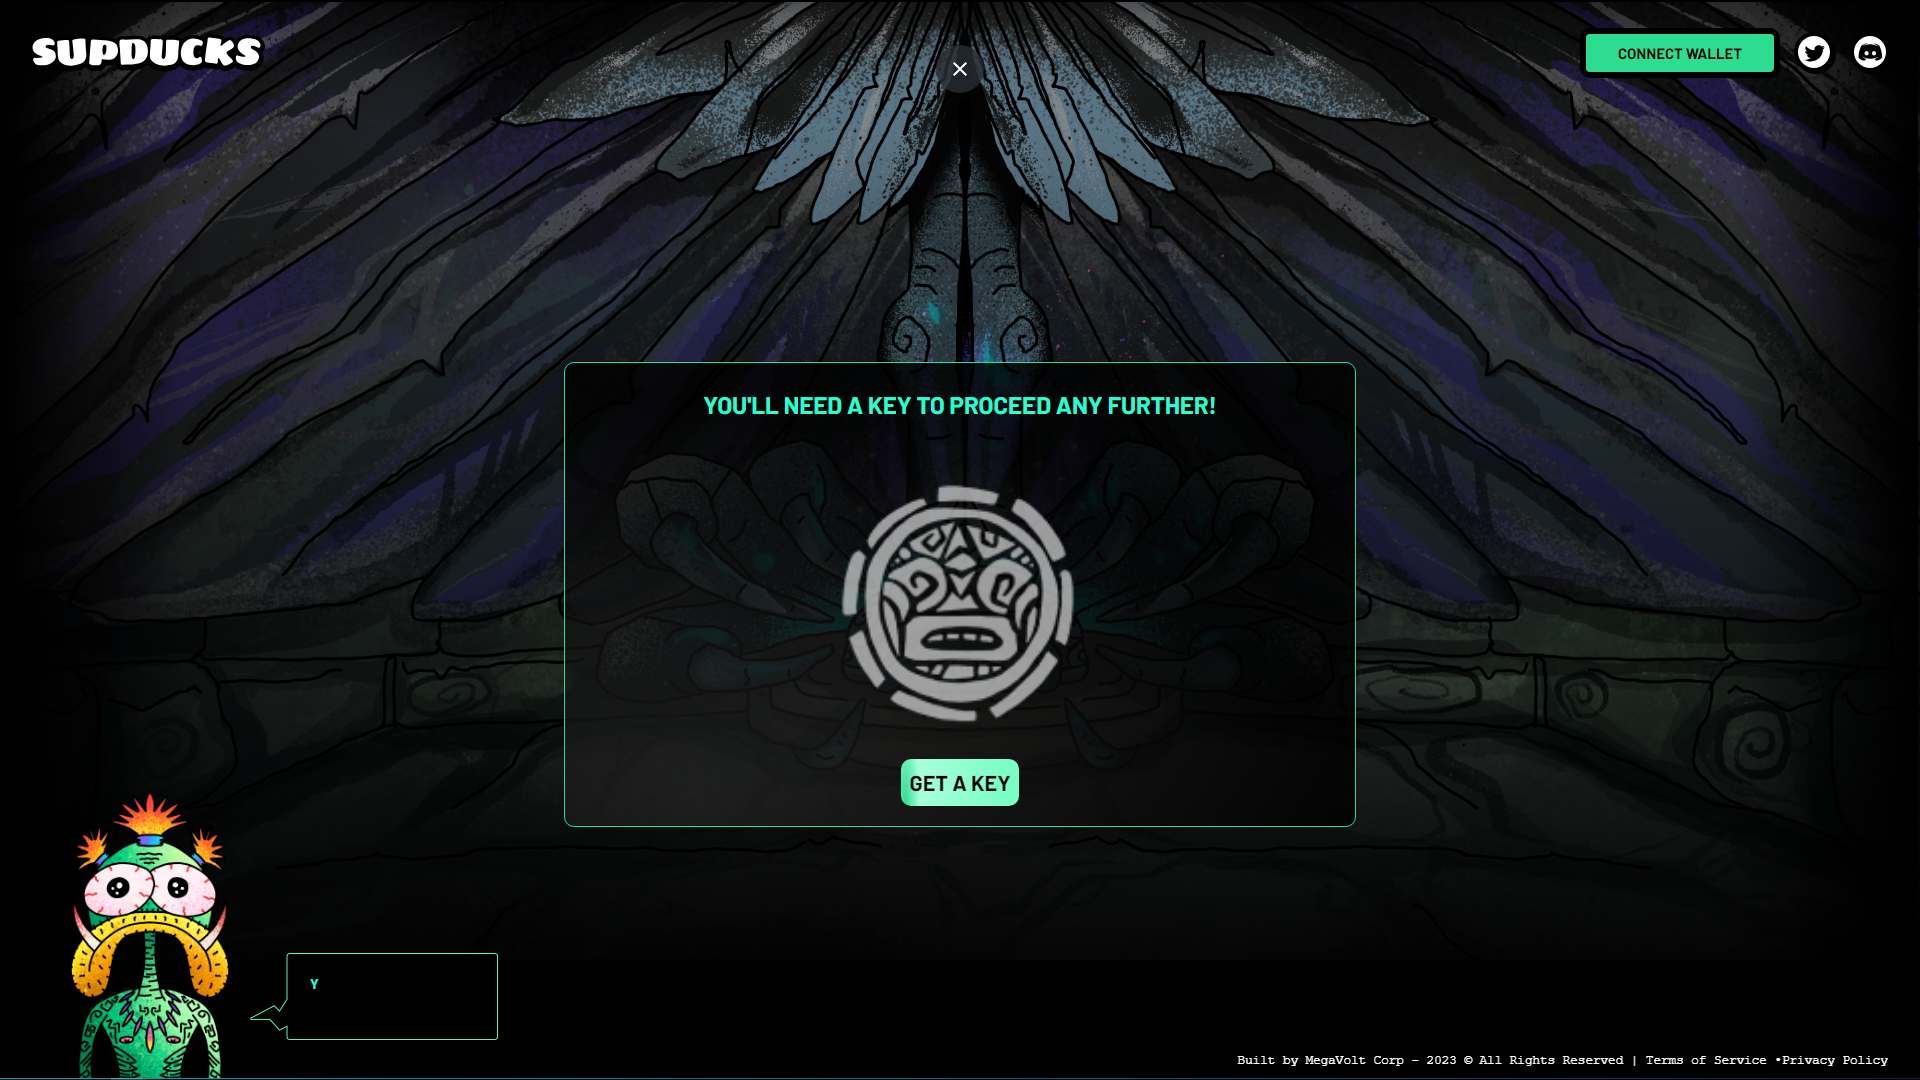 SUPDUCKS
CONNECT WALLET
YOU'LL NEED A KEY TO PROCEED ANY FURTHER!
GET A KEY
Y
Built by MegaVolt Corp – 2023 © All Rights Reserved | Terms of Service •Privacy Policy